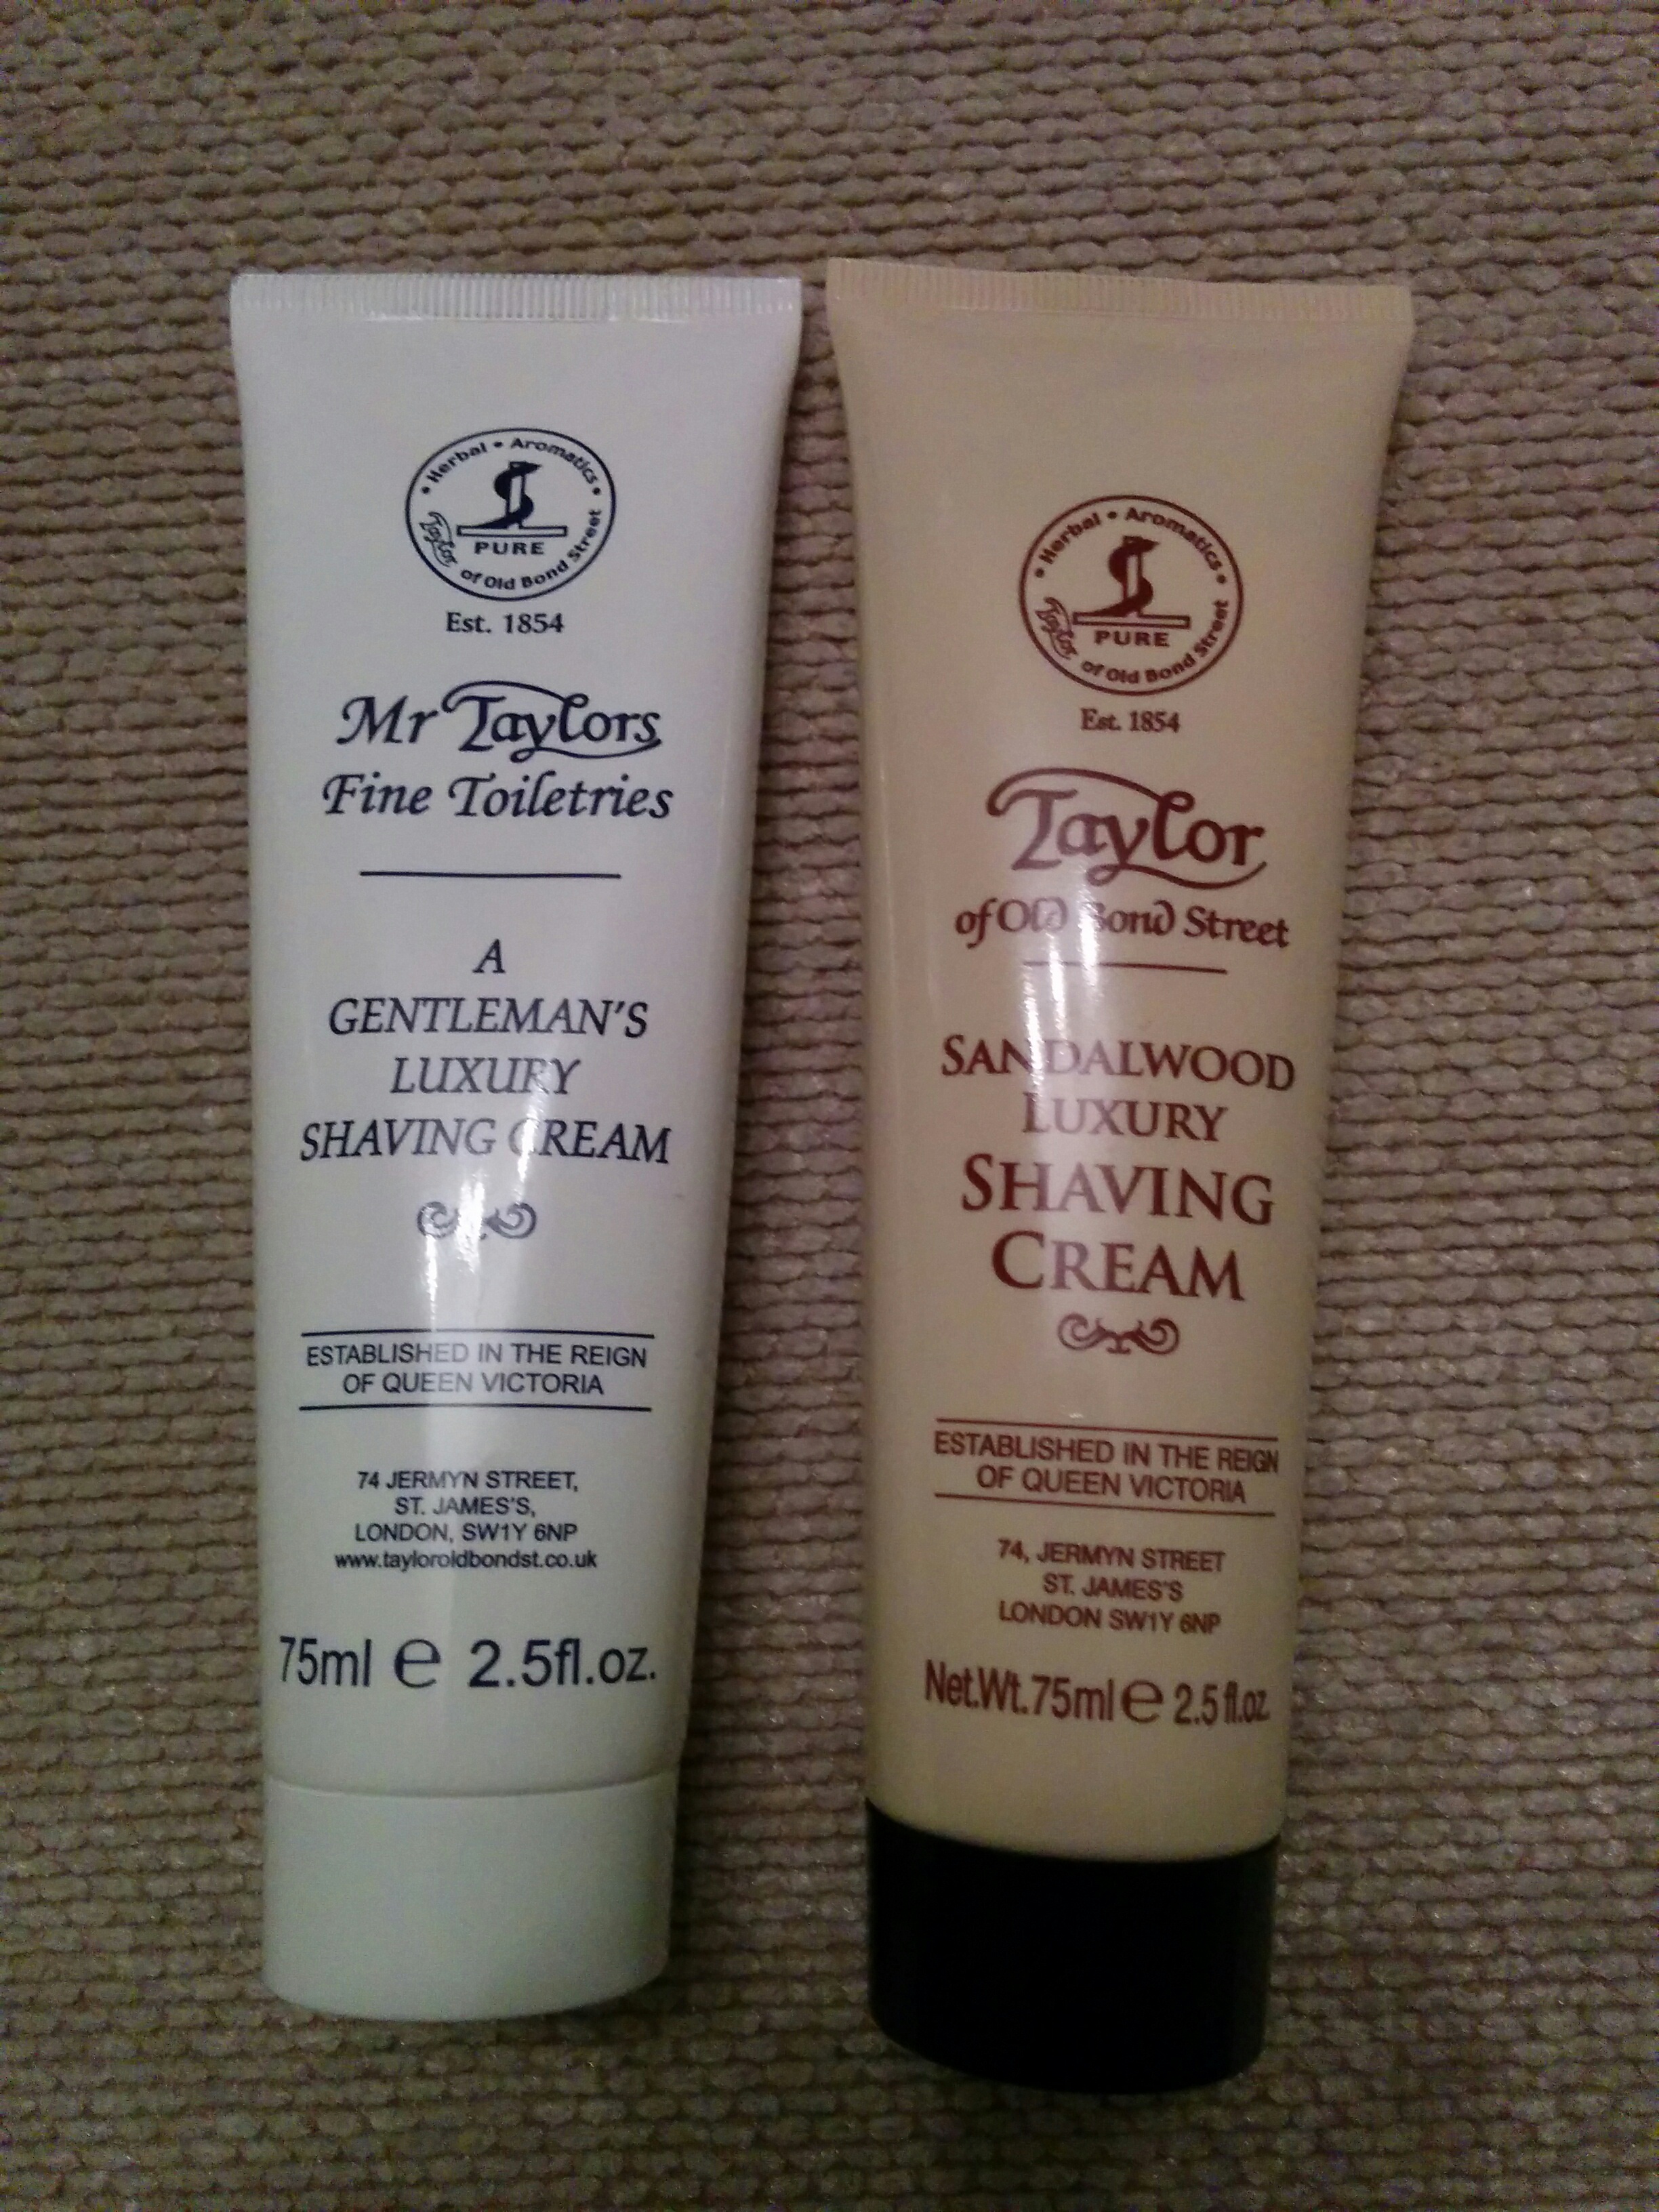 Herbal • Aromatics
PURE
Taylor of Old Bond Street
Est. 1854
Mr Taylors
Fine Toiletries
A
GENTLEMAN'S
LUXURY
SHAVING CREAM
ESTABLISHED IN THE REIGN
OF QUEEN VICTORIA
74 JERMYN STREET,
ST. JAMES'S,
LONDON, SW1Y 6NP
www.tayloroldbondst.co.uk
75ml e 2.5fl.oz.
Herbal • Aromatics
PURE
Taylor of Old Bond Street
Est. 1854
Taylor
of Old Bond Street
SANDALWOOD
LUXURY
SHAVING
CREAM
ESTABLISHED IN THE REIGN
OF QUEEN VICTORIA
74, JERMYN STREET
ST. JAMES'S
LONDON SW1Y 6NP
Net.Wt.75ml e 2.5 fl.oz.